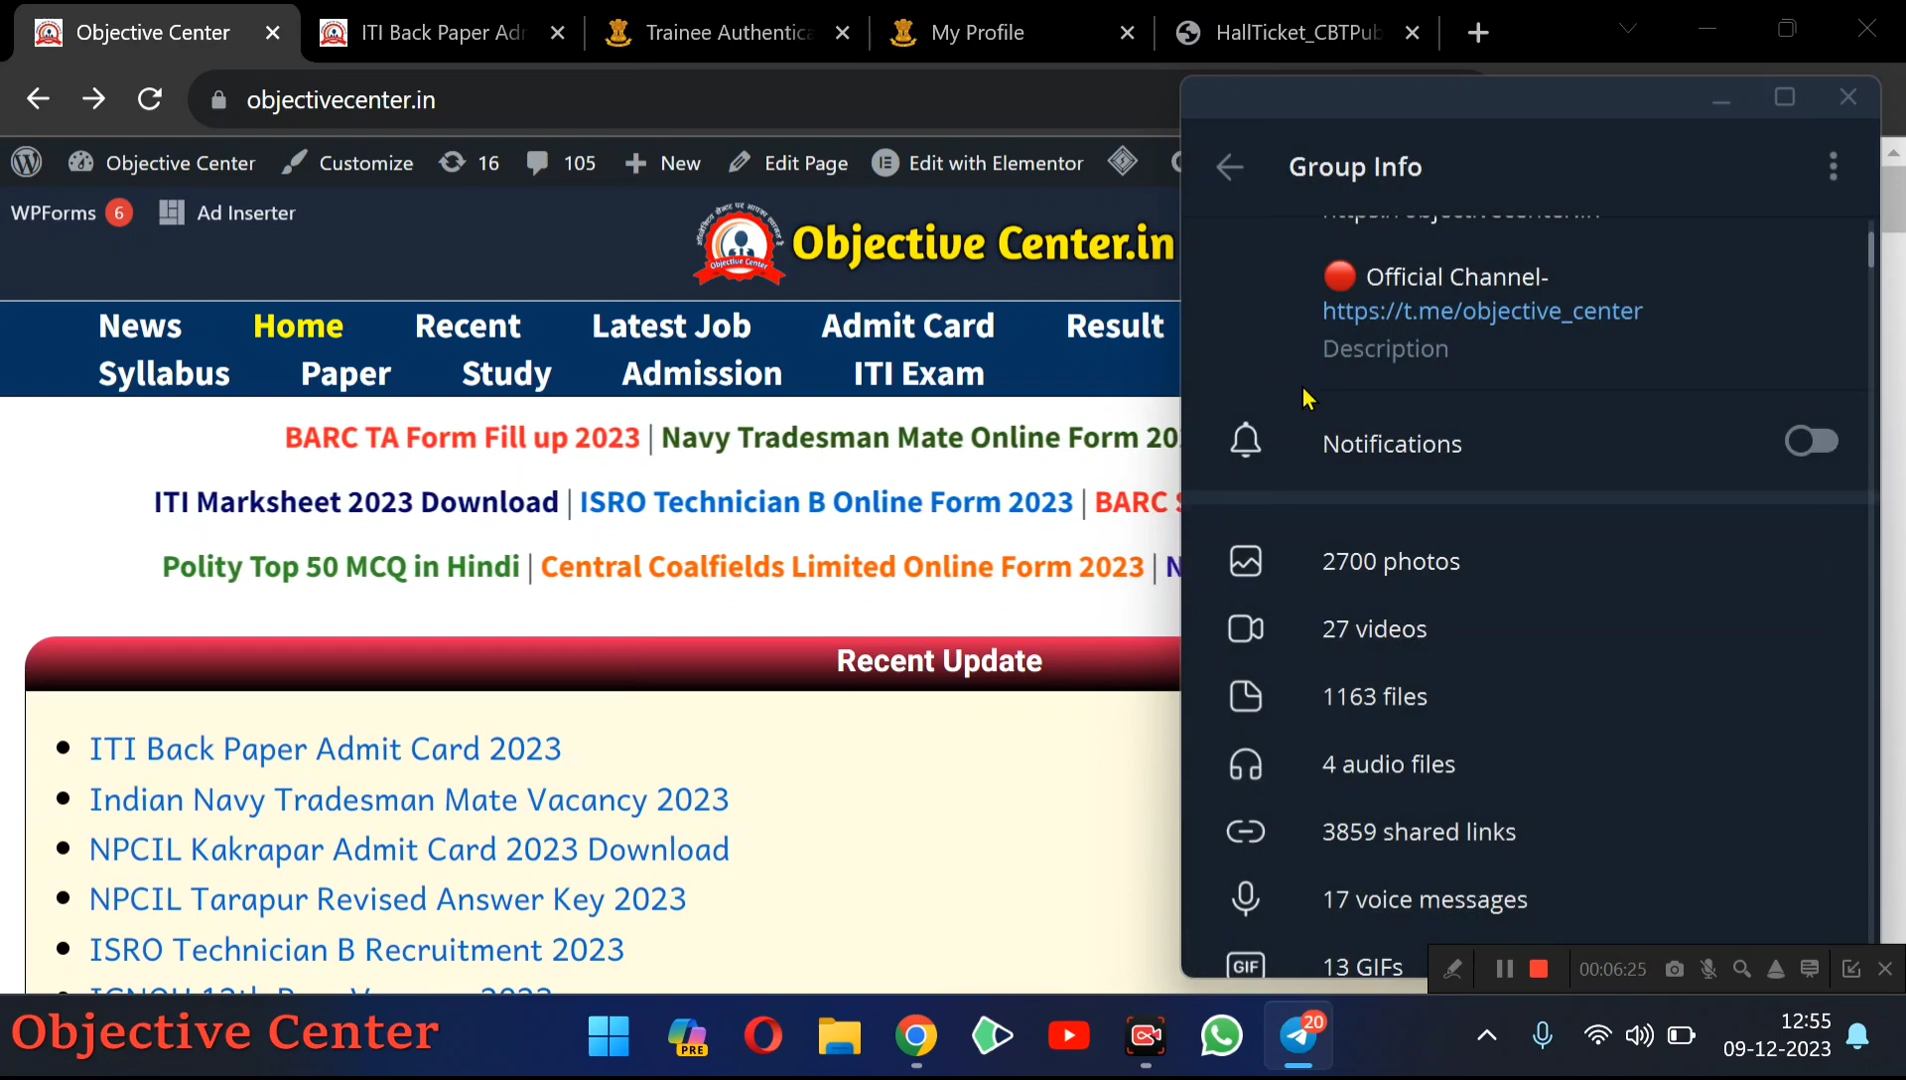 Objective Center
ITI Back Paper Adr
Trainee Authentica
My Profile
HallTicket_CBTPub
objectivecenter.in
Objective Center
Customize
16
105
New
Edit Page
Edit with Elementor
WPForms 6
Ad Inserter
Objective Center
Objective Center.in
News Home Recent Latest Job Admit Card Result
Syllabus Paper Study Admission ITI Exam
BARC TA Form Fill up 2023 | Navy Tradesman Mate Online Form 20
ITI Marksheet 2023 Download | ISRO Technician B Online Form 2023 | BARC S
Polity Top 50 MCQ in Hindi | Central Coalfields Limited Online Form 2023 | N
Recent Update
ITI Back Paper Admit Card 2023
Indian Navy Tradesman Mate Vacancy 2023
NPCIL Kakrapar Admit Card 2023 Download
NPCIL Tarapur Revised Answer Key 2023
ISRO Technician B Recruitment 2023
Group Info
Official Channel-
https://t.me/objective_center
Description
Notifications
2700 photos
27 videos
1163 files
4 audio files
3859 shared links
17 voice messages
GIF 13 GIFs
00:06:25
Objective Center
PRE
20
12:55
09-12-2023